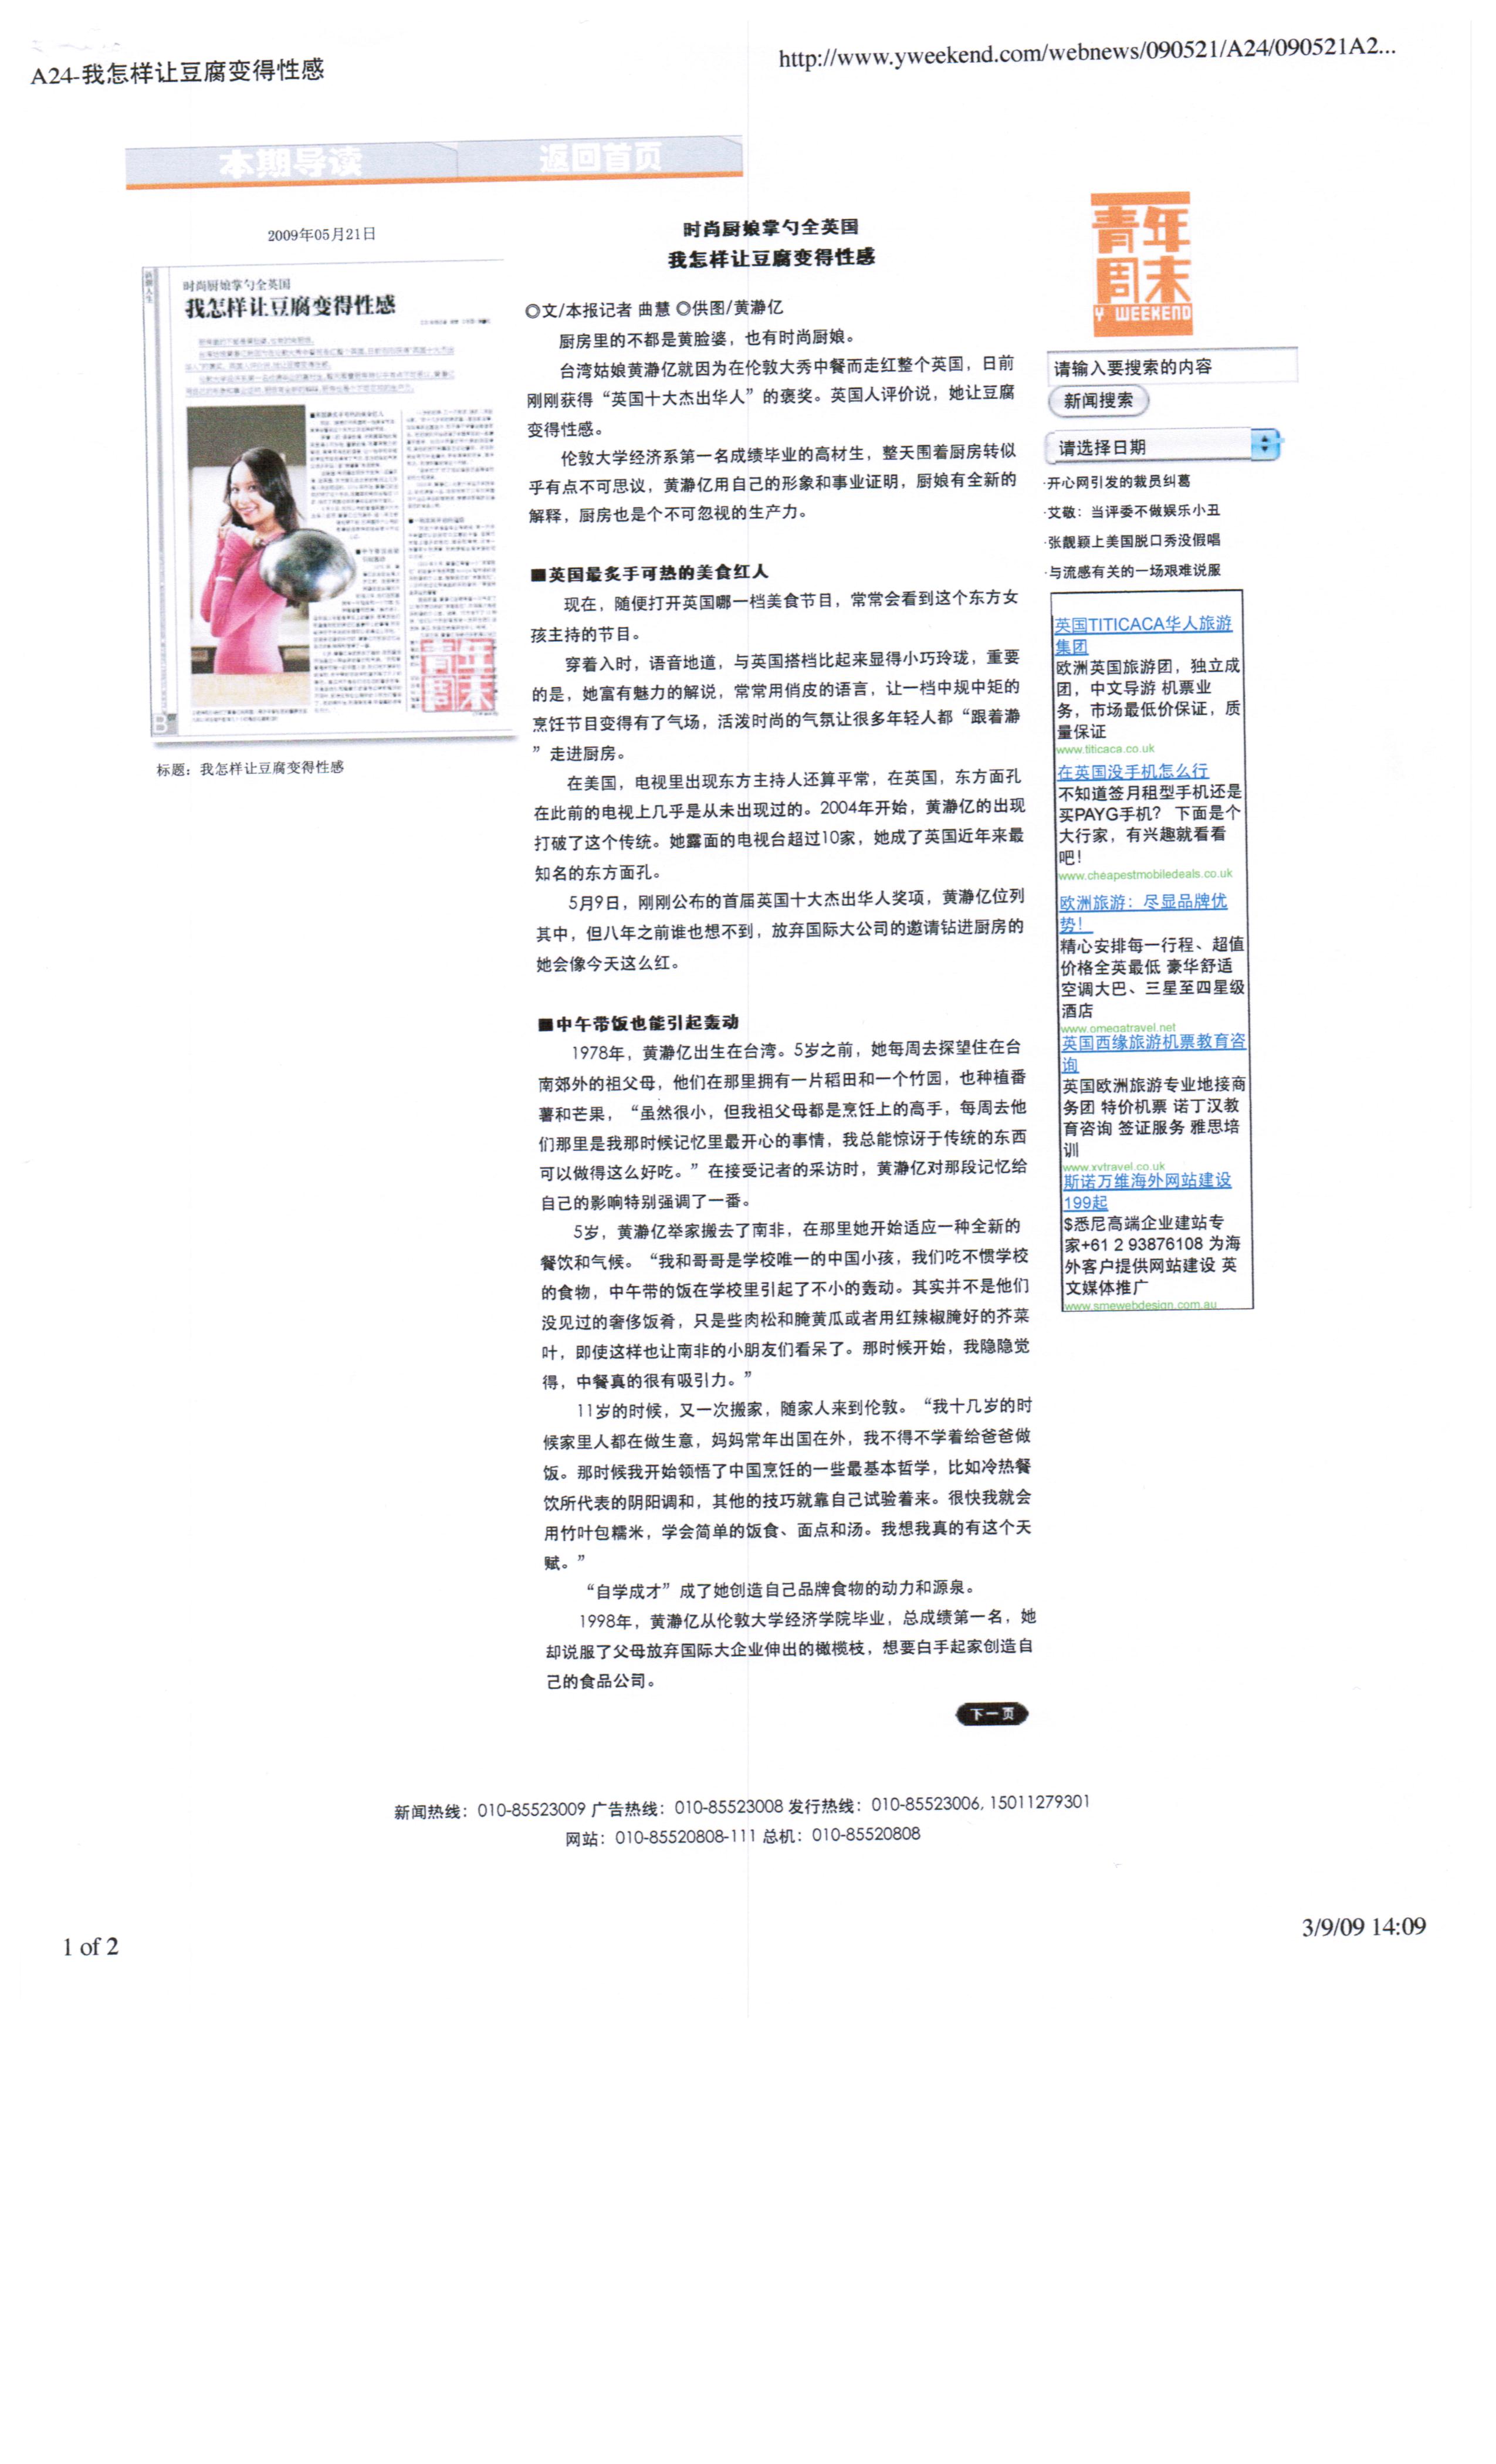 A24-我怎样让豆腐变得性感
http://www.yweekend.com/webnews/090521/A24/090521A2...
本期导读
返回首页
2009年05月21日
新潮人生
时尚厨娘掌勺全英国
我怎样让豆腐变得性感
青年
周末
标题：我怎样让豆腐变得性感
时尚厨娘掌勺全英国
我怎样让豆腐变得性感
◎文/本报记者 曲慧 ◎供图/黄瀞亿
厨房里的不都是黄脸婆，也有时尚厨娘。
台湾姑娘黄瀞亿就因为在伦敦大秀中餐而走红整个英国，日前
刚刚获得“英国十大杰出华人”的褒奖。英国人评价说，她让豆腐
变得性感。
伦敦大学经济系第一名成绩毕业的高材生，整天围着厨房转似
乎有点不可思议，黄瀞亿用自己的形象和事业证明，厨娘有全新的
解释，厨房也是个不可忽视的生产力。
■英国最炙手可热的美食红人
现在，随便打开英国哪一档美食节目，常常会看到这个东方女
孩主持的节目。
穿着入时，语音地道，与英国搭档比起来显得小巧玲珑，重要
的是，她富有魅力的解说，常常用俏皮的语言，让一档中规中矩的
烹饪节目变得有了气场，活泼时尚的气氛让很多年轻人都“跟着瀞
”走进厨房。
在美国，电视里出现东方主持人还算平常，在英国，东方面孔
在此前的电视上几乎是从未出现过的。2004年开始，黄瀞亿的出现
打破了这个传统。她露面的电视台超过10家，她成了英国近年来最
知名的东方面孔。
5月9日，刚刚公布的首届英国十大杰出华人奖项，黄瀞亿位列
其中，但八年之前谁也想不到，放弃国际大公司的邀请钻进厨房的
她会像今天这么红。
■中午带饭也能引起轰动
1978年，黄瀞亿出生在台湾。5岁之前，她每周去探望住在台
南郊外的祖父母，他们在那里拥有一片稻田和一个竹园，也种植番
薯和芒果，“虽然很小，但我祖父母都是烹饪上的高手，每周去他
们那里是我那时候记忆里最开心的事情，我总能惊讶于传统的东西
可以做得这么好吃。”在接受记者的采访时，黄瀞亿对那段记忆给
自己的影响特别强调了一番。
5岁，黄瀞亿举家搬去了南非，在那里她开始适应一种全新的
餐饮和气候。“我和哥哥是学校唯一的中国小孩，我们吃不惯学校
的食物，中午带的饭在学校里引起了不小的轰动。其实并不是他们
没见过的奢侈饭肴，只是些肉松和腌黄瓜或者用红辣椒腌好的芥菜
叶，即使这样也让南非的小朋友们看呆了。那时候开始，我隐隐觉
得，中餐真的很有吸引力。”
11岁的时候，又一次搬家，随家人来到伦敦。“我十几岁的时
候家里人都在做生意，妈妈常年出国在外，我不得不学着给爸爸做
饭。那时候我开始领悟了中国烹饪的一些最基本哲学，比如冷热餐
饮所代表的阴阳调和，其他的技巧就靠自己试验着来。很快我就会
用竹叶包糯米，学会简单的饭食、面点和汤。我想我真的有这个天
赋。”
“自学成才”成了她创造自己品牌食物的动力和源泉。
1998年，黄瀞亿从伦敦大学经济学院毕业，总成绩第一名，她
却说服了父母放弃国际大企业伸出的橄榄枝，想要白手起家创造自
己的食品公司。
下一页
青年
周末
Y WEEKEND
请输入要搜索的内容
新闻搜索
请选择日期
·开心网引发的裁员纠葛
·艾敬：当评委不做娱乐小丑
·张靓颖上美国脱口秀没假唱
·与流感有关的一场艰难说服
英国TITICACA华人旅游
集团
欧洲英国旅游团，独立成
团，中文导游 机票业
务，市场最低价保证，质
量保证
www.titicaca.co.uk
在英国没手机怎么行
不知道签月租型手机还是
买PAYG手机？ 下面是个
大行家，有兴趣就看看
吧！
www.cheapestmobiledeals.co.uk
欧洲旅游：尽显品牌优
势！
精心安排每一行程、超值
价格全英最低 豪华舒适
空调大巴、三星至四星级
酒店
www.omegatravel.net
英国西缘旅游机票教育咨
询
英国欧洲旅游专业地接商
务团 特价机票 诺丁汉教
育咨询 签证服务 雅思培
训
www.xytravel.co.uk
斯诺万维海外网站建设
199起
$悉尼高端企业建站专
家+61 2 93876108 为海
外客户提供网站建设 英
文媒体推广
www.smewebdesign.com.au
新闻热线：010-85523009 广告热线：010-85523008 发行热线：010-85523006, 15011279301
网站：010-85520808-111 总机：010-85520808
1 of 2
3/9/09 14:09